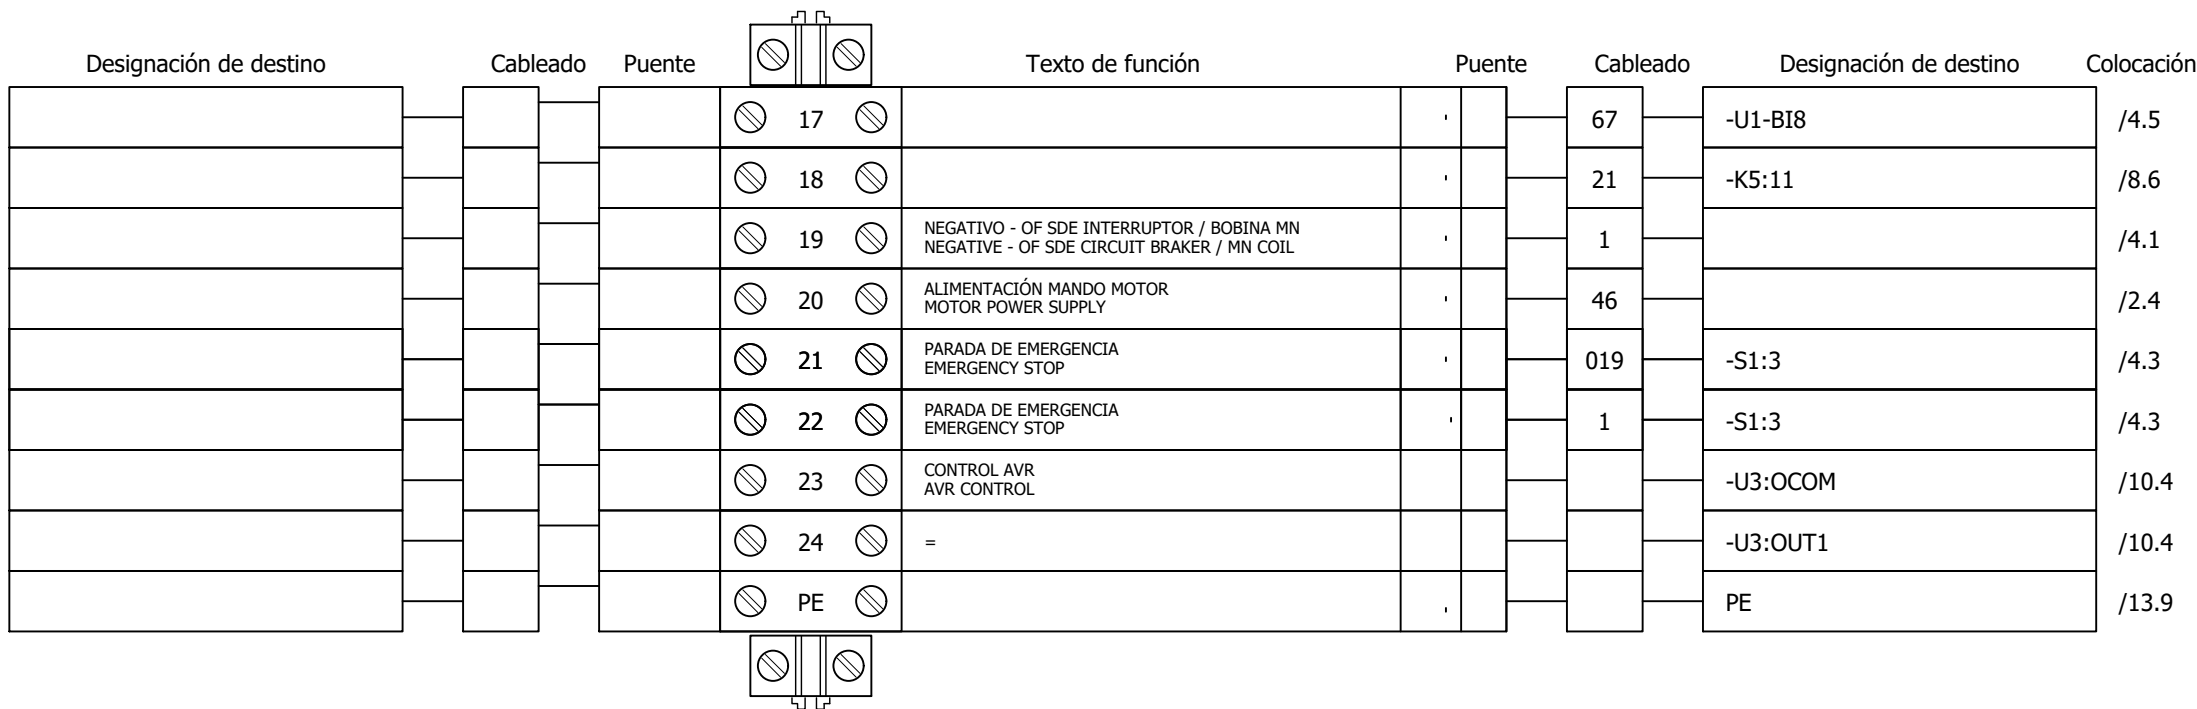 Designación de destino Cableado Puente Texto de función Puente Cableado Designación de destino Colocación
17 67 -U1-BI8 /4.5
18 21 -K5:11 /8.6
NEGATIVO - OF SDE INTERRUPTOR / BOBINA MN
19 NEGATIVE - OF SDE CIRCUIT BRAKER / MN COIL 1 /4.1
ALIMENTACIÓN MANDO MOTOR
20 MOTOR POWER SUPPLY 46 /2.4
PARADA DE EMERGENCIA
21 EMERGENCY STOP 019 -S1:3 /4.3
PARADA DE EMERGENCIA
22 EMERGENCY STOP 1 -S1:3 /4.3
CONTROL AVR
23 AVR CONTROL -U3:OCOM /10.4
24 = -U3:OUT1 /10.4
PE PE /13.9